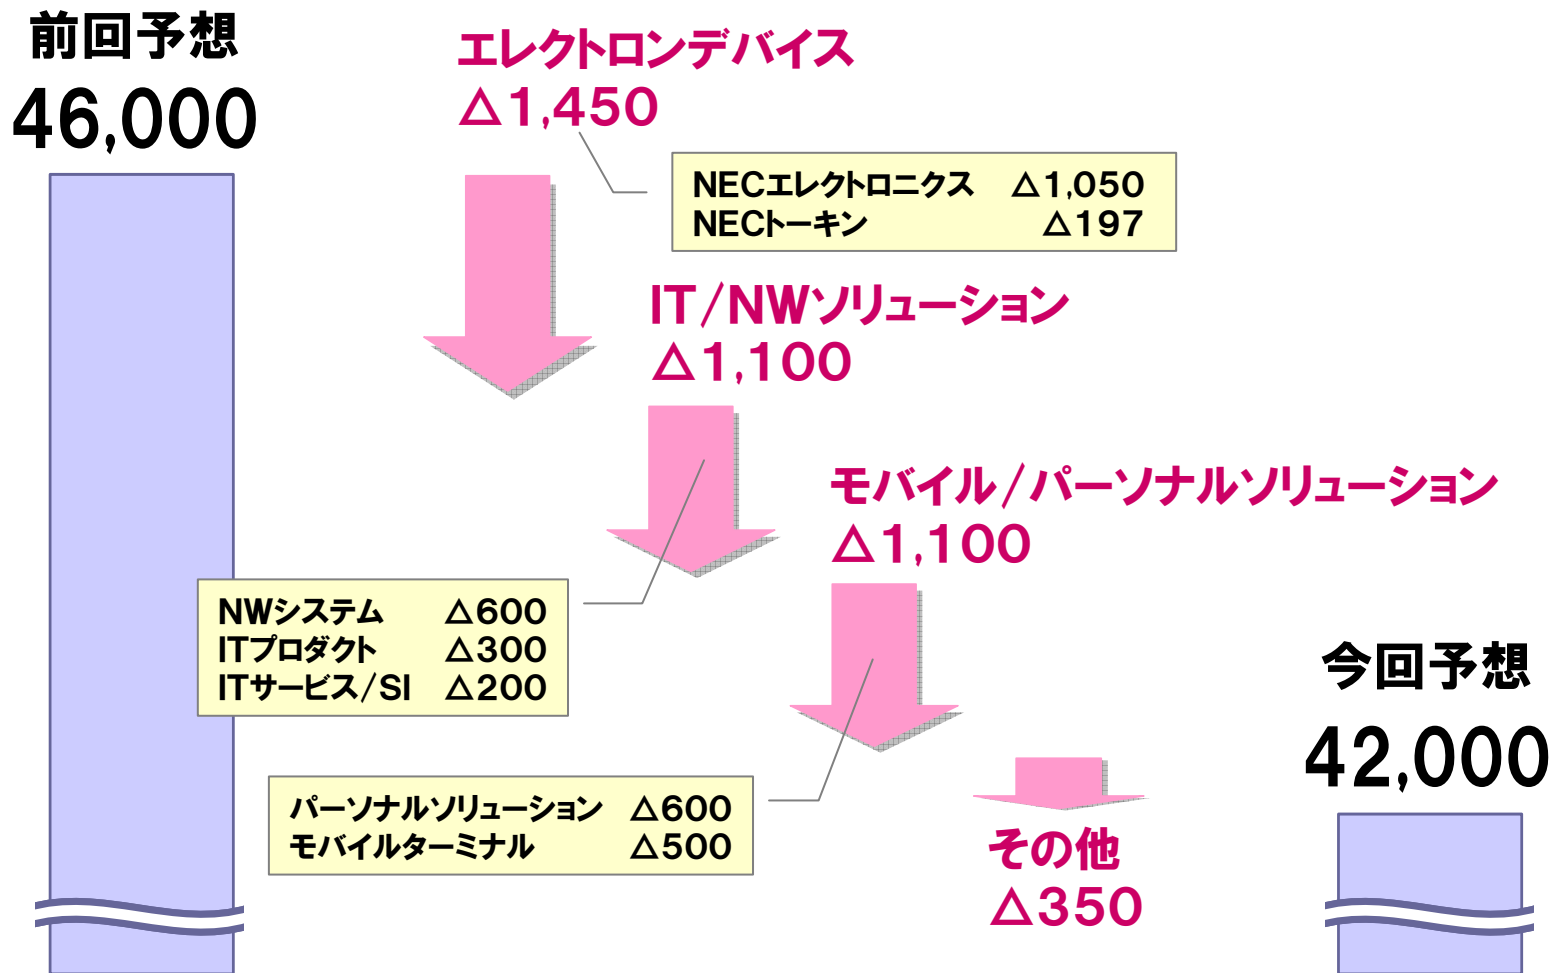 前回予想
46,000
エレクトロンデバイス
△1,450
NECエレクトロニクス △1,050
NECトーキン △197
IT/NWソリューション
△1,100
モバイル/パーソナルソリューション
△1,100
NWシステム △600
ITプロダクト △300
ITサービス/SI △200
パーソナルソリューション △600
モバイルターミナル △500
その他
△350
今回予想
42,000